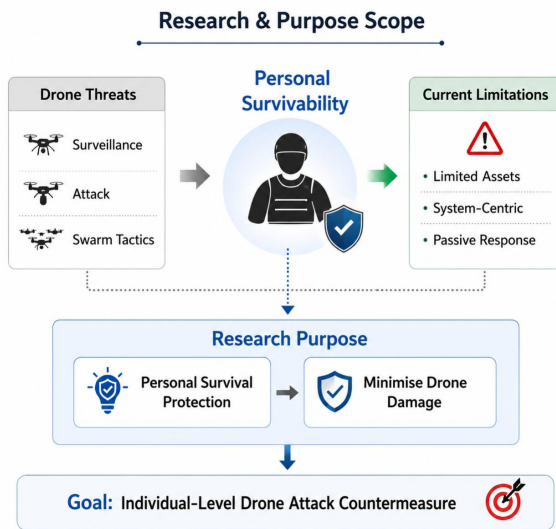 Research & Purpose Scope
Drone Threats
Surveillance
Attack
Swarm Tactics
Personal
Survivability
Current Limitations
• Limited Assets
• System-Centric
• Passive Response
Research Purpose
Personal Survival
Protection
Minimise Drone
Damage
Goal: Individual-Level Drone Attack Countermeasure